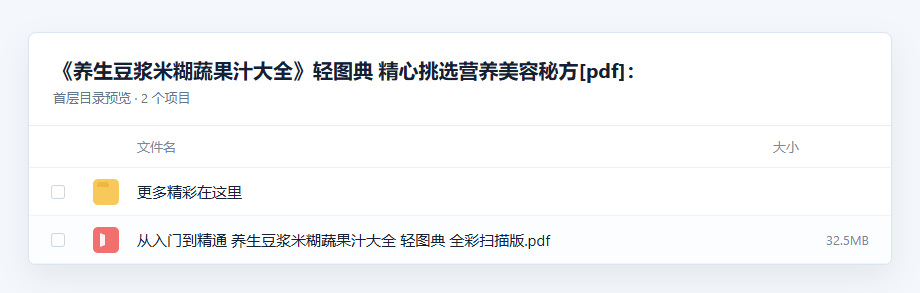 《养生豆浆米糊蔬果汁大全》轻图典 精心挑选营养美容秘方[pdf]：
首层目录预览 · 2 个项目
文件名 大小
更多精彩在这里
从入门到精通 养生豆浆米糊蔬果汁大全 轻图典 全彩扫描版.pdf 32.5MB